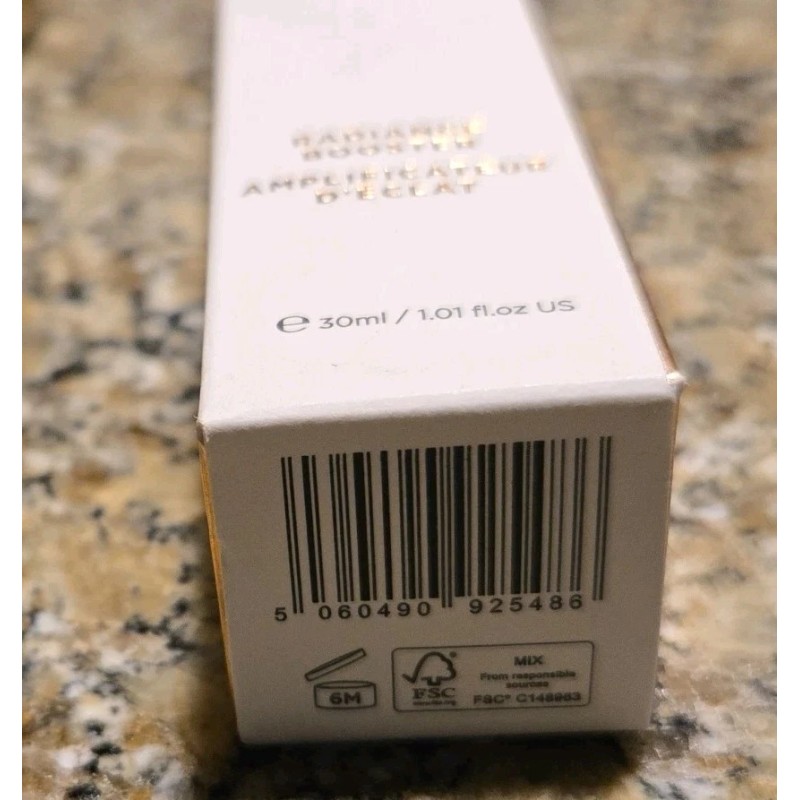 RADIANCE
BOOSTER
AMPLIFICATEUR
D'ÉCLAT
℮ 30ml / 1.01 fl.oz US
5 060490 925486
6M
FSC
MIX
From responsible
sources
FSC® C148963